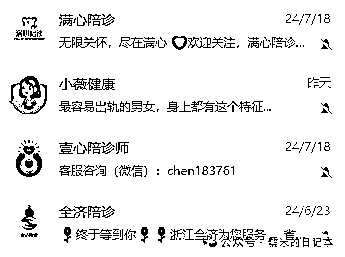 满心陪诊 24/7/18
无限关怀，尽在满心 欢迎关注，满心陪诊...
小薇健康 昨天
最容易出轨的男女，身上都有这个特征...
壹心陪诊师 24/7/18
客服咨询（微信）：chen183761
全济陪诊 24/6/23
终于等到你 浙江全济为您服务
公众号
的日记本